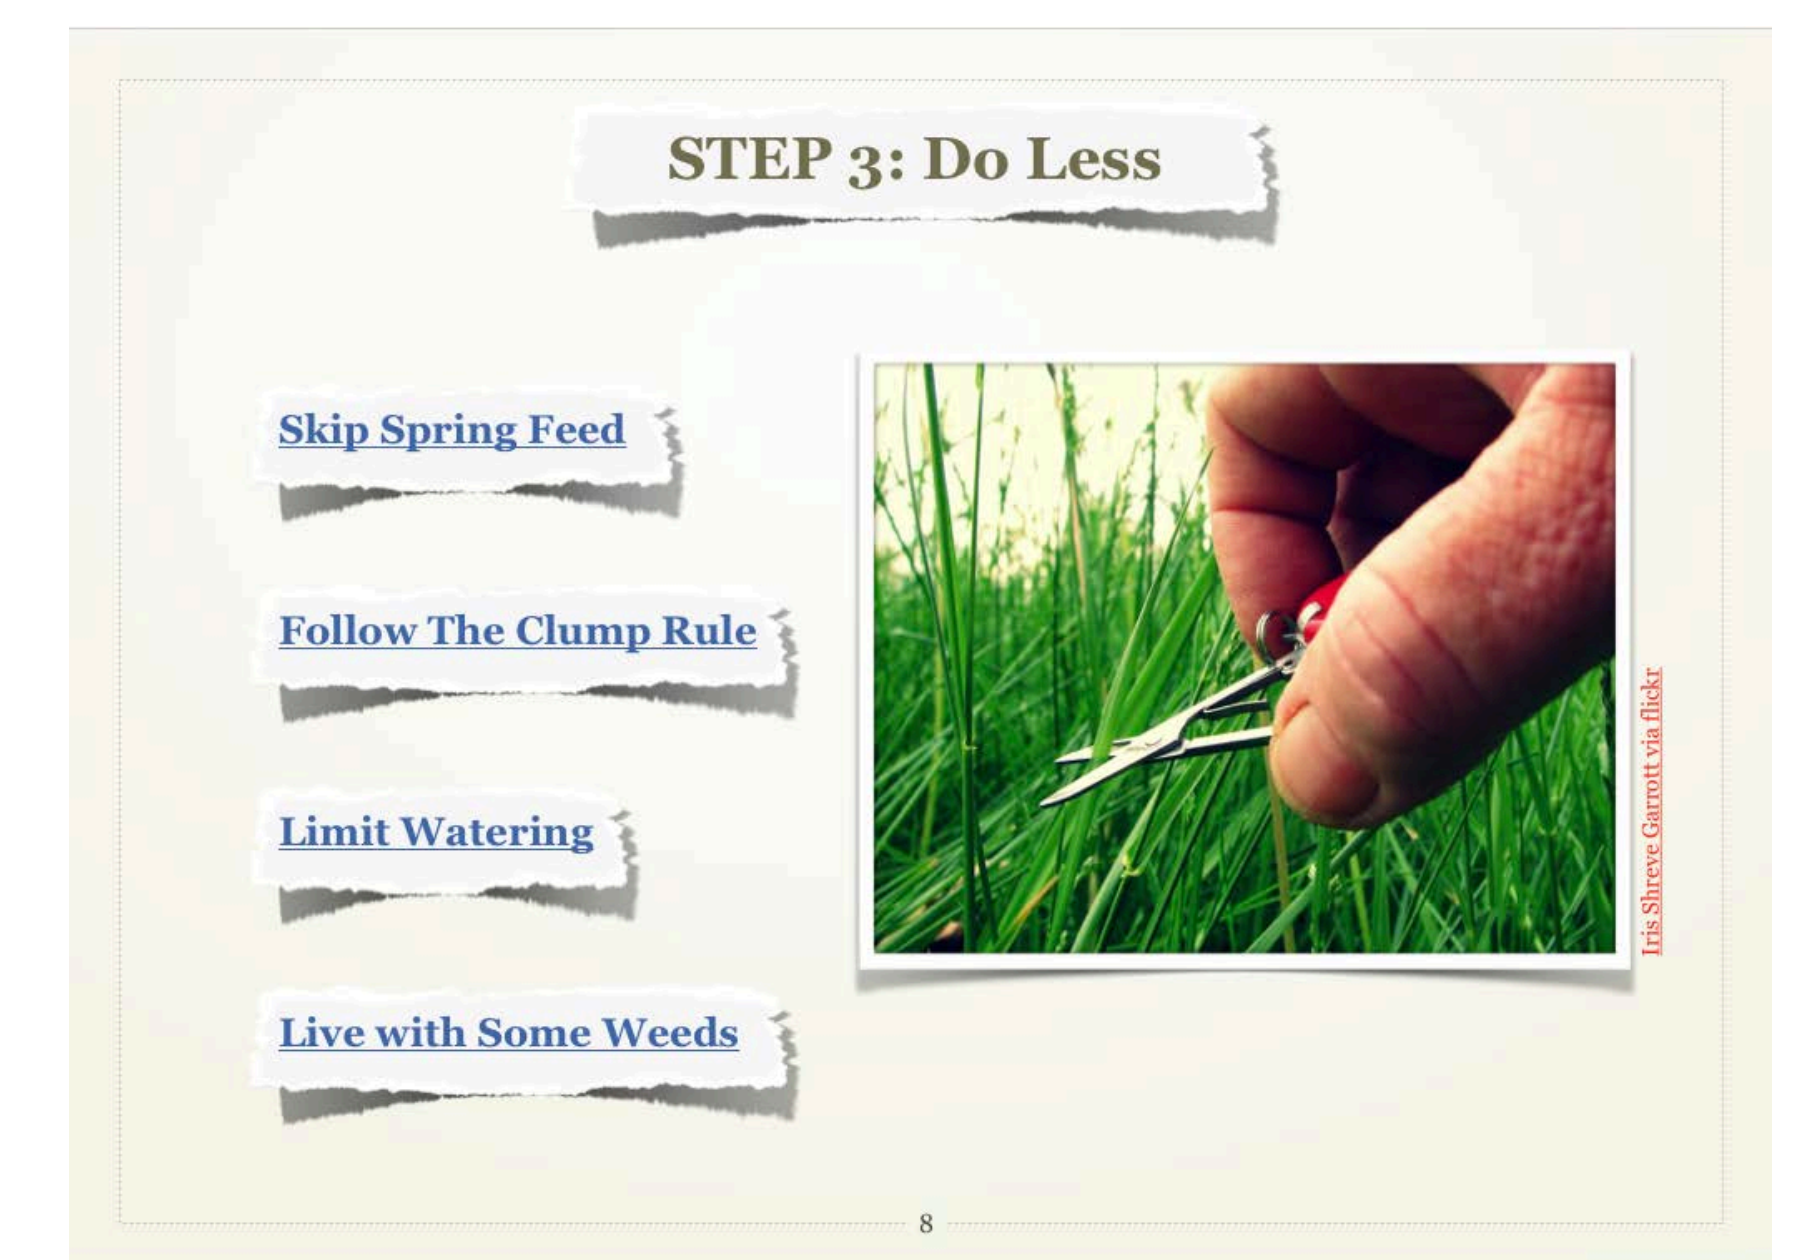 STEP 3: Do Less
Skip Spring Feed
Follow The Clump Rule
Limit Watering
Live with Some Weeds
Iris Shreve Garrott via flickr
8